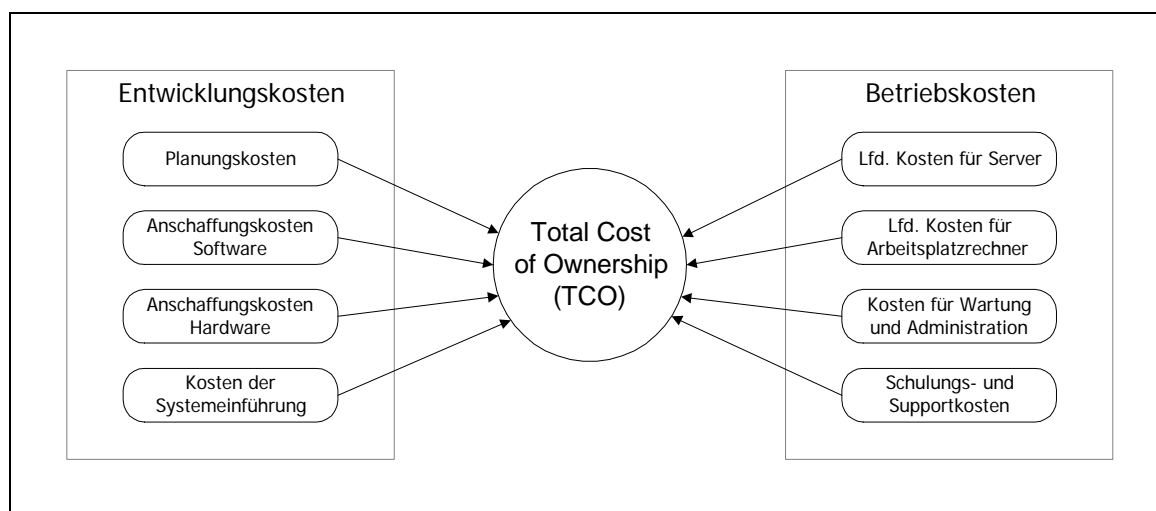 Entwicklungskosten
Planungskosten
Anschaffungskosten
Software
Anschaffungskosten
Hardware
Kosten der
Systemeinführung
Total Cost
of Ownership
(TCO)
Betriebskosten
Lfd. Kosten für Server
Lfd. Kosten für
Arbeitsplatzrechner
Kosten für Wartung
und Administration
Schulungs- und
Supportkosten